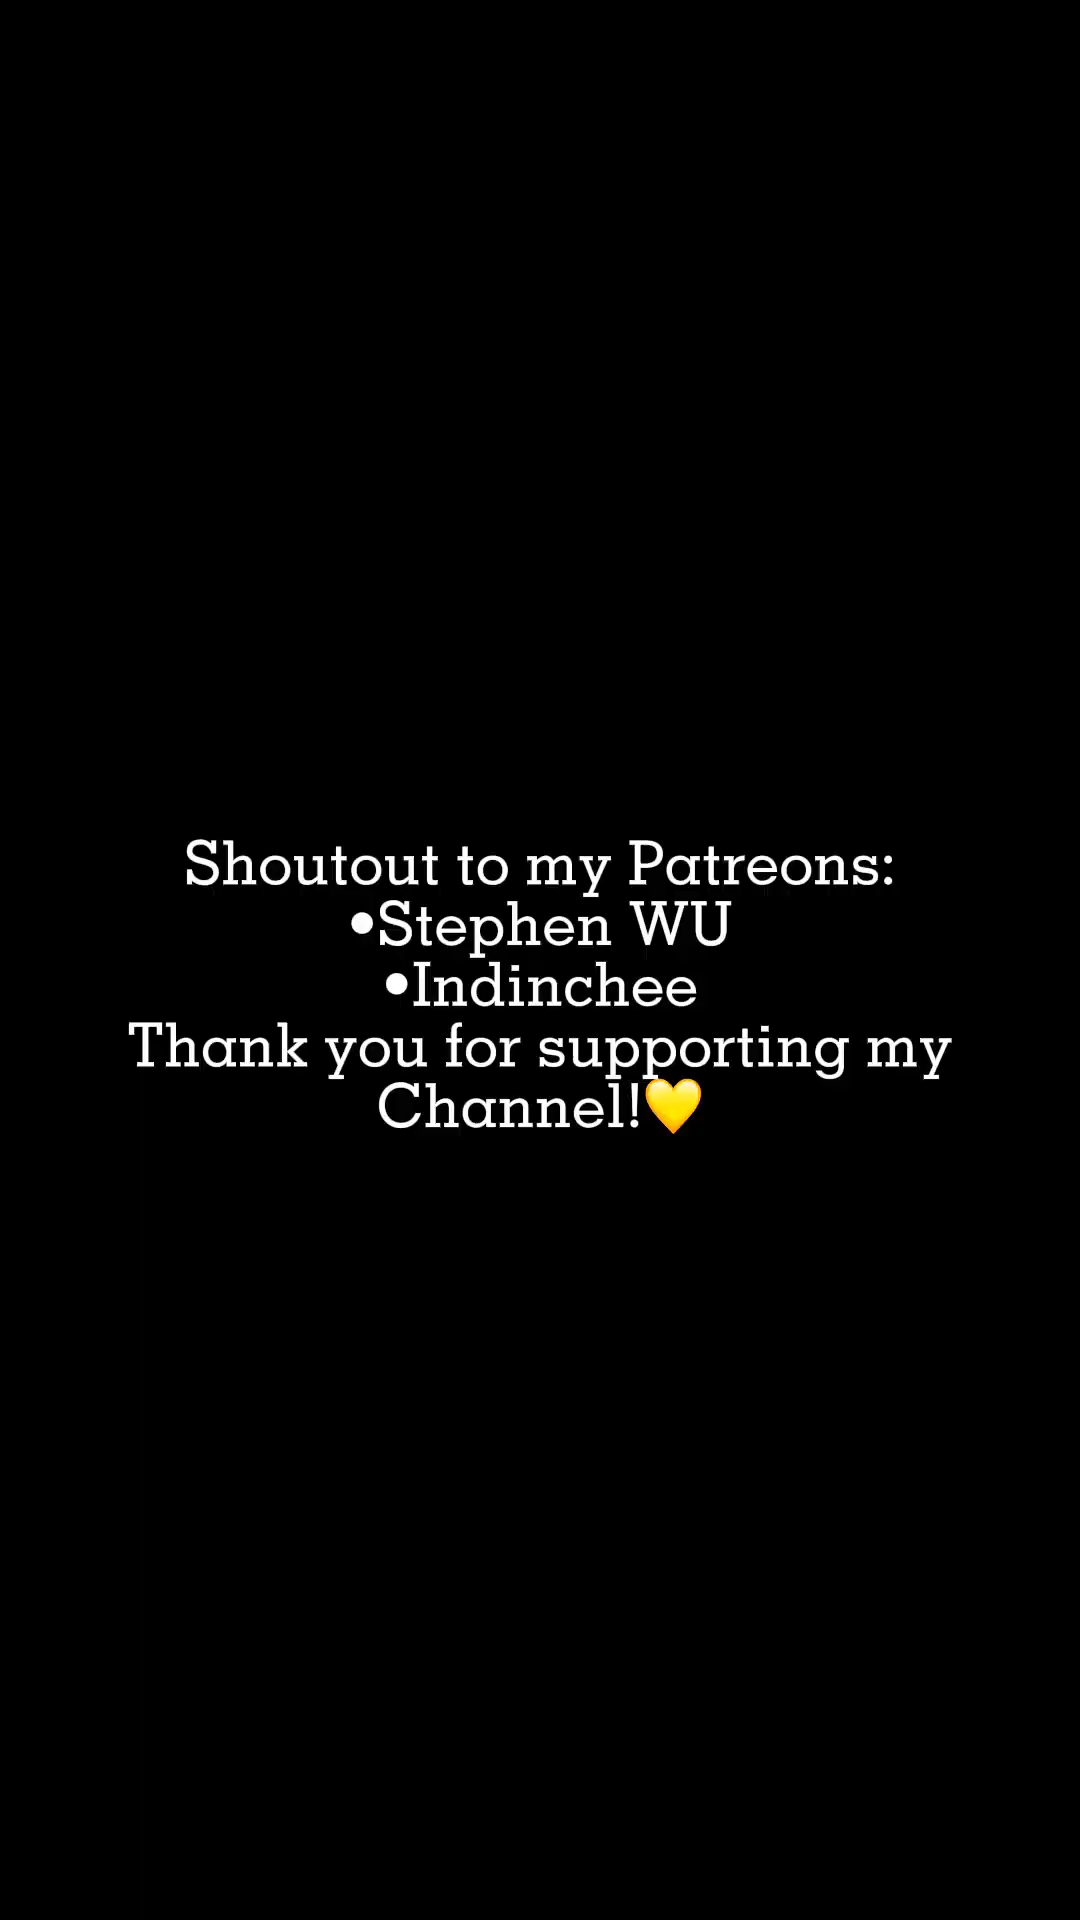 Shoutout to my Patreons:
•Stephen WU
•Indinchee
Thank you for supporting my
Channel!💛